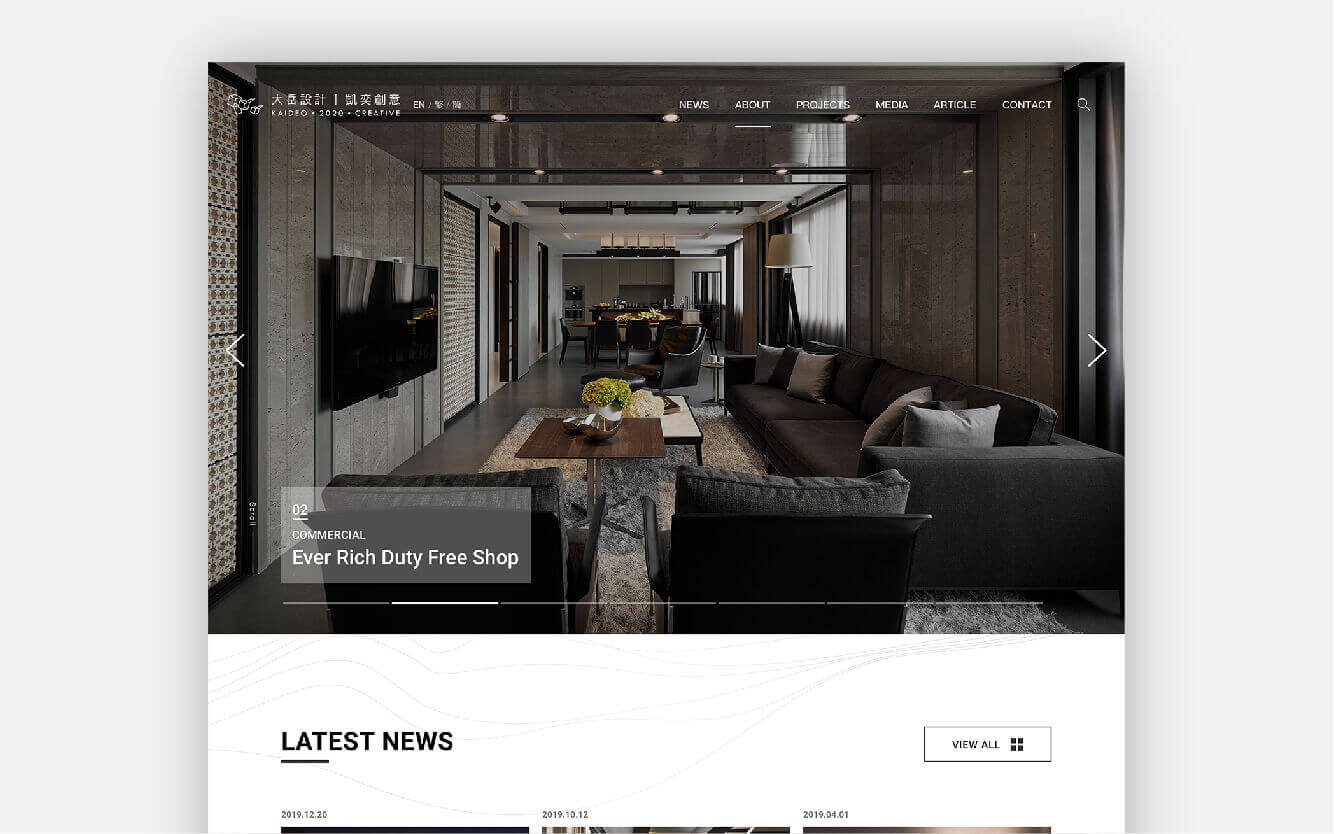 大岳設計 | 凱奕創意
KAIDEO • 2020 • CREATIVE
EN / 繁 / 簡
NEWS ABOUT PROJECTS MEDIA ARTICLE CONTACT
Scroll
02
COMMERCIAL
Ever Rich Duty Free Shop
LATEST NEWS
VIEW ALL
2019.12.20 2019.10.12 2019.04.01